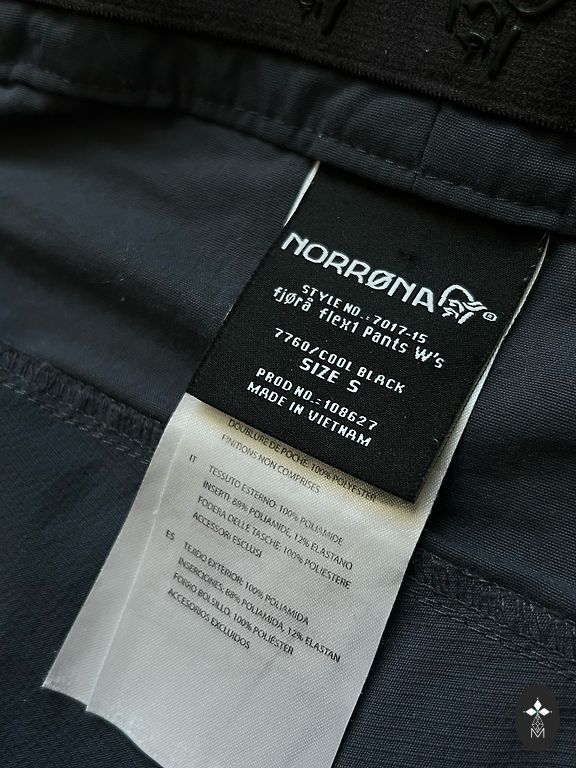 NORRØNA®
STYLE NO.: 7017-15
fjørå flex1 Pants W's
7760/COOL BLACK
SIZE S
PROD NO.: 108627
MADE IN VIETNAM
DOUBLURE DE POCHE: 100% POLYESTER
FINITIONS NON COMPRISES
IT TESSUTO ESTERNO: 100% POLIAMIDE
INSERTI: 88% POLIAMIDE, 12% ELASTANO
FODERA DELLE TASCHE: 100% POLIESTERE
ACCESSORI ESCLUSI
ES TEJIDO EXTERIOR: 100% POLIAMIDA
INSERCIONES, 88% POLIAMIDA, 12% ELASTAN
FORRO BOLSILLO: 100% POLIÉSTER
ACCESORIOS EXCLUIDOS
M